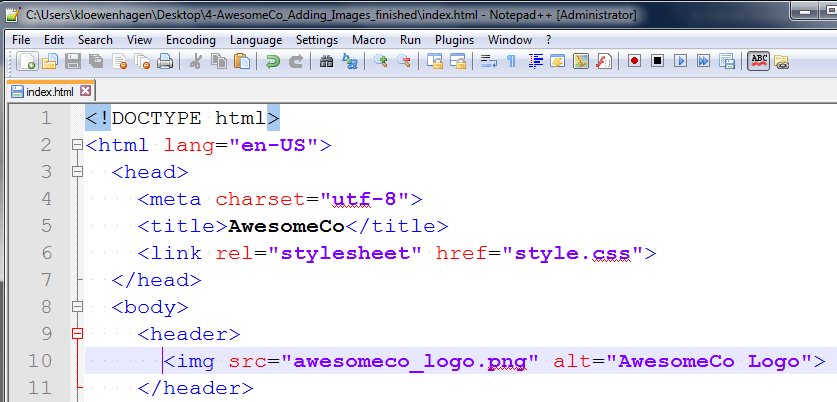 C:\Users\kloewenhagen\Desktop\4-AwesomeCo_Adding_Images_finished\index.html - Notepad++ [Administrator]
File Edit Search View Encoding Language Settings Macro Run Plugins Window ?
ABC
index.html
1 <!DOCTYPE html>
2 <html lang="en-US">
3 <head>
4 <meta charset="utf-8">
5 <title>AwesomeCo</title>
6 <link rel="stylesheet" href="style.css">
7 </head>
8 <body>
9 <header>
10 <img src="awesomeco_logo.png" alt="AwesomeCo Logo">
11 </header>